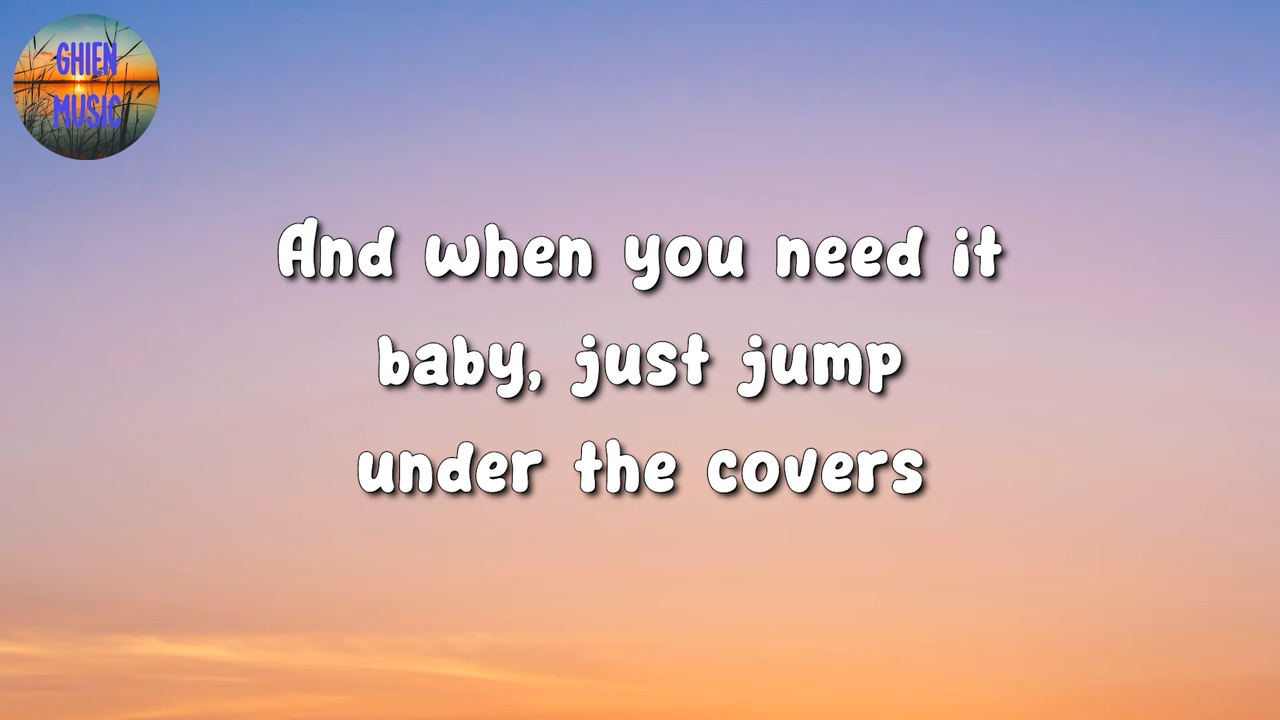 GHIEN
MUSIC
And when you need it
baby, just jump
under the covers